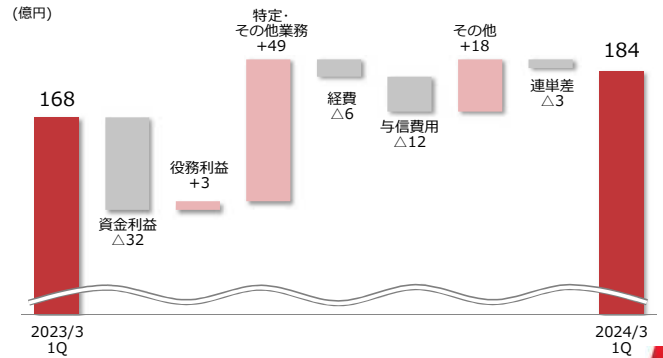 (億円)
168
資金利益
△32
役務利益
+3
特定・
その他業務
+49
経費
△6
与信費用
△12
その他
+18
連単差
△3
184
2023/3
1Q
2024/3
1Q